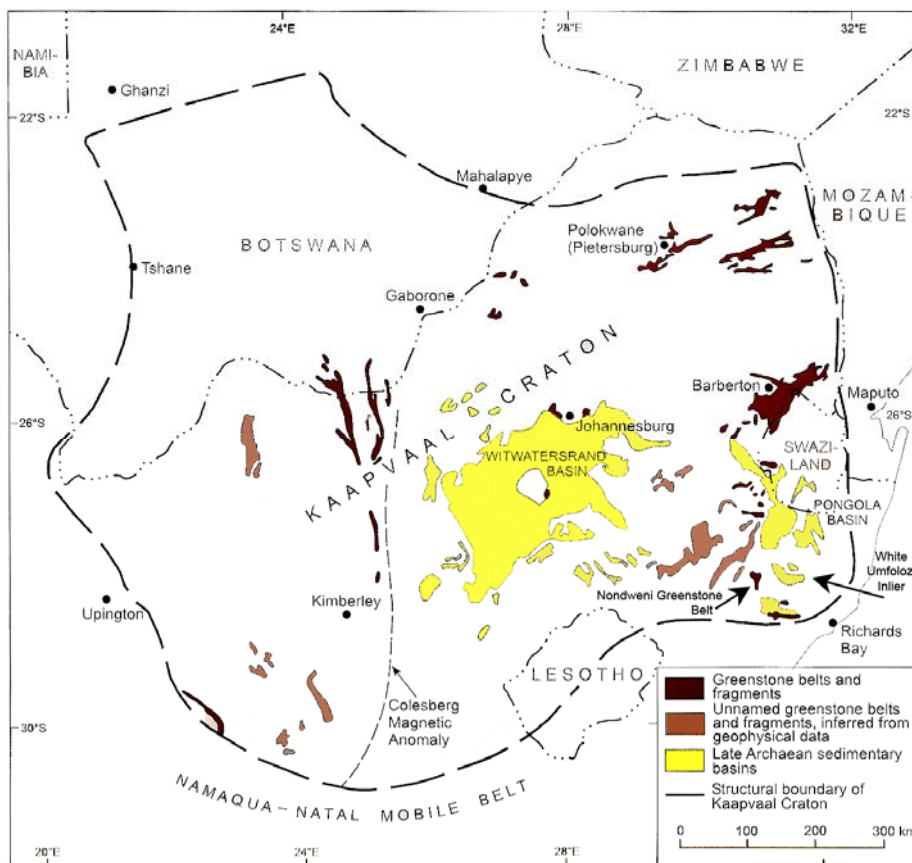 24°E
28°E
32°E
NAMI-
BIA
ZIMBABWE
Ghanzi
22°S
22°S
Mahalapye
MOZAM-
BIQUE
Polokwane
(Pietersburg)
BOTSWANA
Tshane
Gaborone
KAAPVAAL CRATON
Barberton
Maputo
26°S
26°S
Johannesburg
WITWATERSRAND
BASIN
SWAZI-
LAND
PONGOLA
BASIN
White
Umfolozi
Inlier
Nondweni Greenstone
Belt
Upington
Kimberley
Richards
Bay
LESOTHO
Colesberg
Magnetic
Anomaly
30°S
NAMAQUA–NATAL MOBILE BELT
Greenstone belts and
fragments
Unnamed greenstone belts
and fragments, inferred from
geophysical data
Late Archaean sedimentary
basins
Structural boundary of
Kaapvaal Craton
0 100 200 300 km
20°E
24°E
28°E